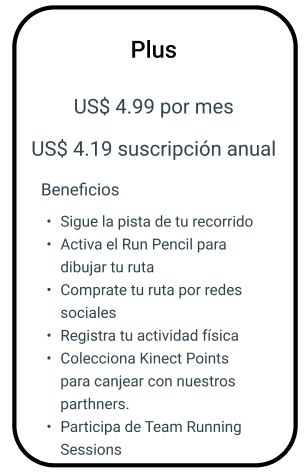 Plus
US$ 4.99 por mes
US$ 4.19 suscripción anual
Beneficios
• Sigue la pista de tu recorrido
• Activa el Run Pencil para
dibujar tu ruta
• Comprate tu ruta por redes
sociales
• Registra tu actividad física
• Colecciona Kinect Points
para canjear con nuestros
parthners.
• Participa de Team Running
Sessions